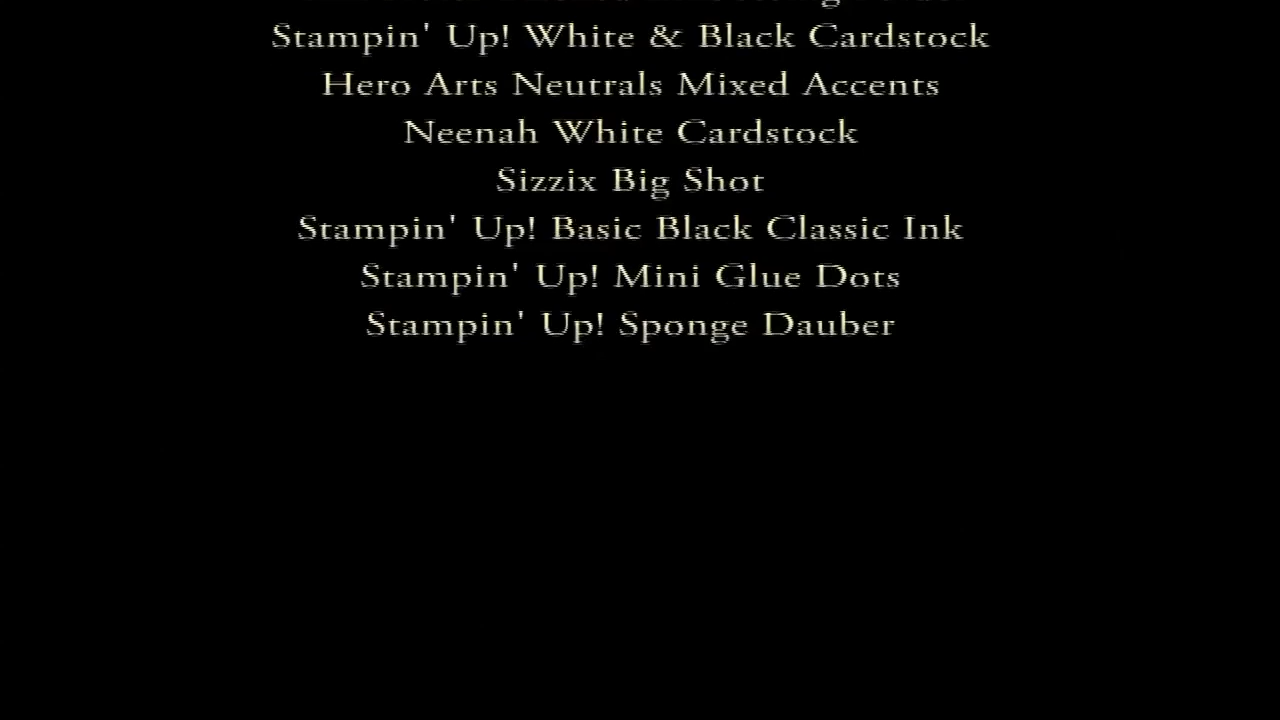 Stampin' Up! White & Black Cardstock
Hero Arts Neutrals Mixed Accents
Neenah White Cardstock
Sizzix Big Shot
Stampin' Up! Basic Black Classic Ink
Stampin' Up! Mini Glue Dots
Stampin' Up! Sponge Dauber